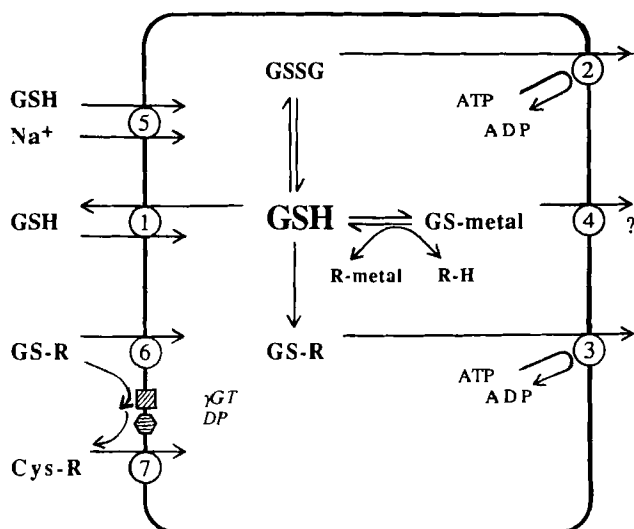 GSSG
2
ATP
ADP
GSH
5
Na+
GSH
1
GSH
GS-metal
4
?
R-metal
R-H
GS-R
6
GS-R
3
ATP
ADP
γGT
DP
Cys-R
7